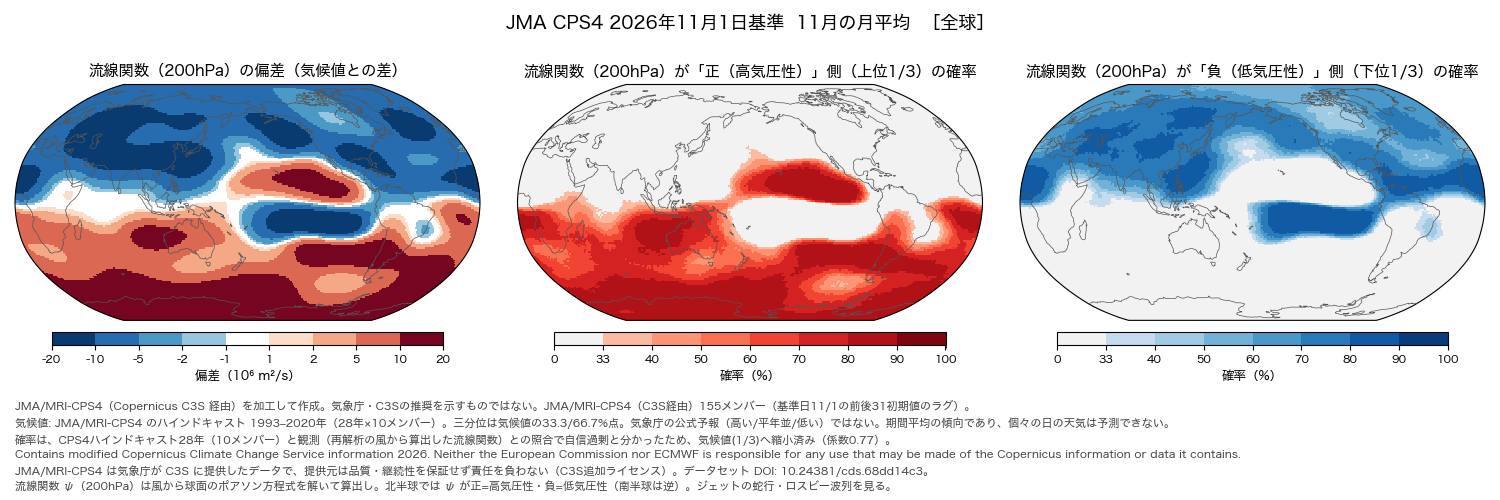 JMA CPS4 2026年11月1日基準 11月の月平均 [全球]
流線関数（200hPa）の偏差（気候値との差）
流線関数（200hPa）が「正（高気圧性）」側（上位1/3）の確率
流線関数（200hPa）が「負（低気圧性）」側（下位1/3）の確率
-20 -10 -5 -2 -1 1 2 5 10 20
偏差（10⁶ m²/s）
0 33 40 50 60 70 80 90 100
確率（%）
0 33 40 50 60 70 80 90 100
確率（%）
JMA/MRI-CPS4（Copernicus C3S 経由）を加工して作成。気象庁・C3Sの推奨を示すものではない。JMA/MRI-CPS4（C3S経由）155メンバー（基準日11/1の前後31初期値のラグ）。
気候値: JMA/MRI-CPS4 のハインドキャスト 1993–2020年（28年×10メンバー）。三分位は気候値の33.3/66.7%点。気象庁の公式予報（高い/平年並/低い）ではない。期間平均の傾向であり、個々の日の天気は予測できない。
確率は、CPS4ハインドキャスト28年（10メンバー）と観測（再解析の風から算出した流線関数）との照合で自信過剰と分かったため、気候値(1/3)へ縮小済み（係数0.77）。
Contains modified Copernicus Climate Change Service information 2026. Neither the European Commission nor ECMWF is responsible for any use that may be made of the Copernicus information or data it contains.
JMA/MRI-CPS4 は気象庁が C3S に提供したデータで、提供元は品質・継続性を保証せず責任を負わない（C3S追加ライセンス）。データセット DOI: 10.24381/cds.68dd14c3。
流線関数 ψ（200hPa）は風から球面のポアソン方程式を解いて算出し。北半球では ψ が正=高気圧性・負=低気圧性（南半球は逆）。ジェットの蛇行・ロスビー波列を見る。